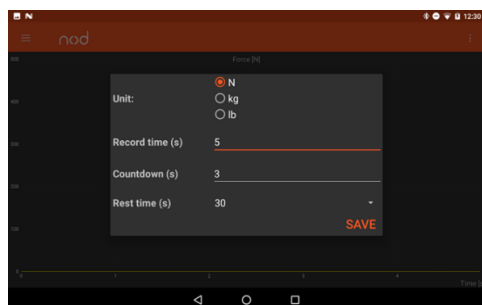 12:30
nod
Force [N]
500
400
300
200
100
0
1
2
3
4
Time [
Unit:
N
kg
lb
Record time (s) 5
Countdown (s) 3
Rest time (s) 30
SAVE